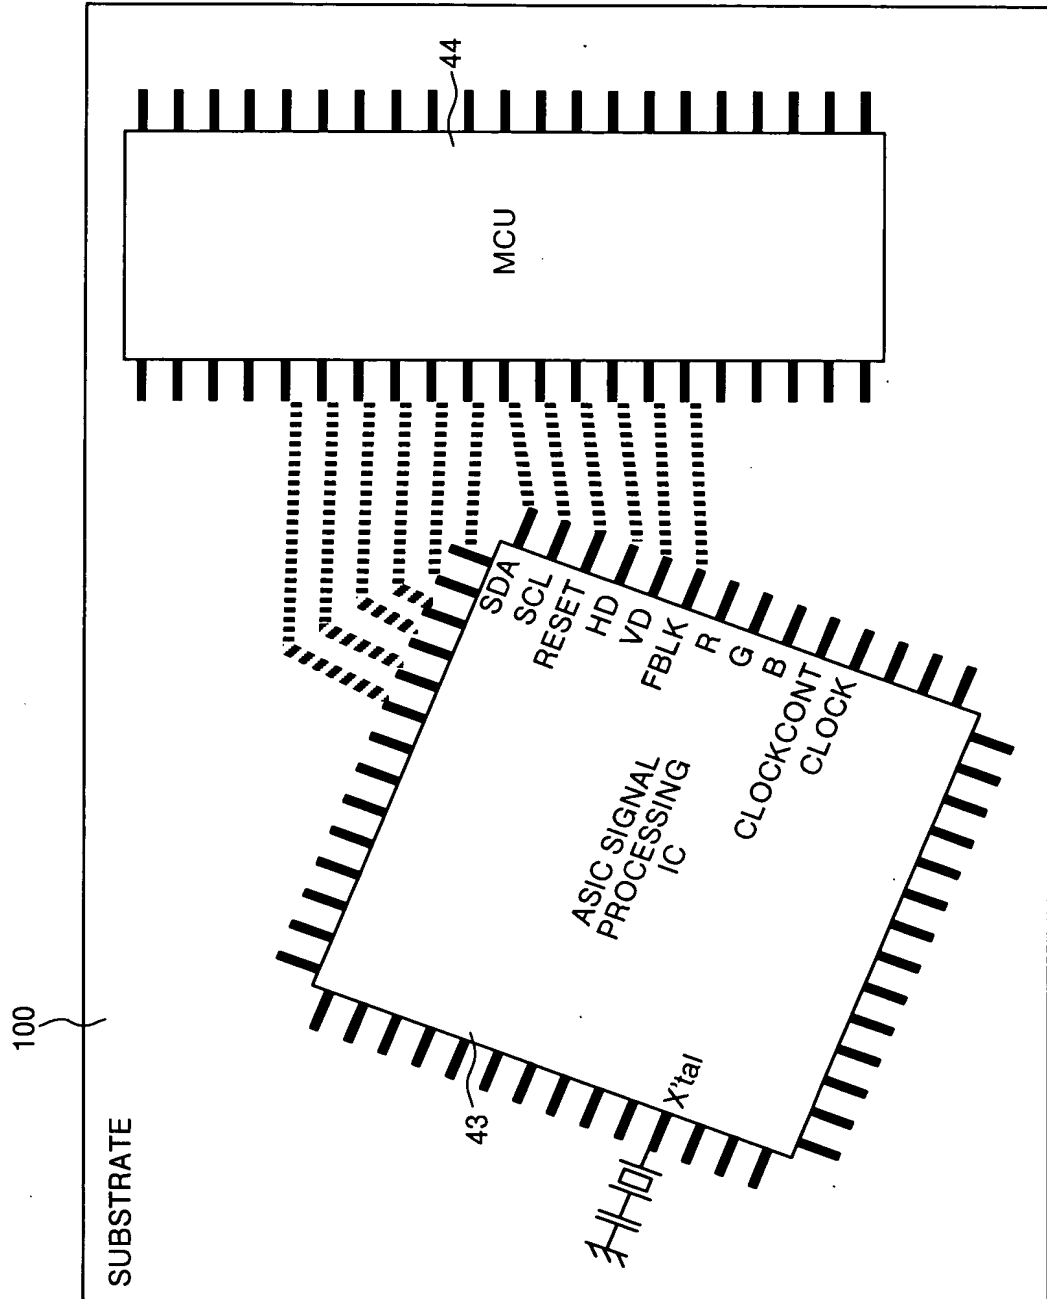 SUBSTRATE
100
44
MCU
43
SDA
SCL
RESET
HD
VD
FBLK
R
G
B
CLOCKCONT
CLOCK
ASIC SIGNAL
PROCESSING
IC
X'tal